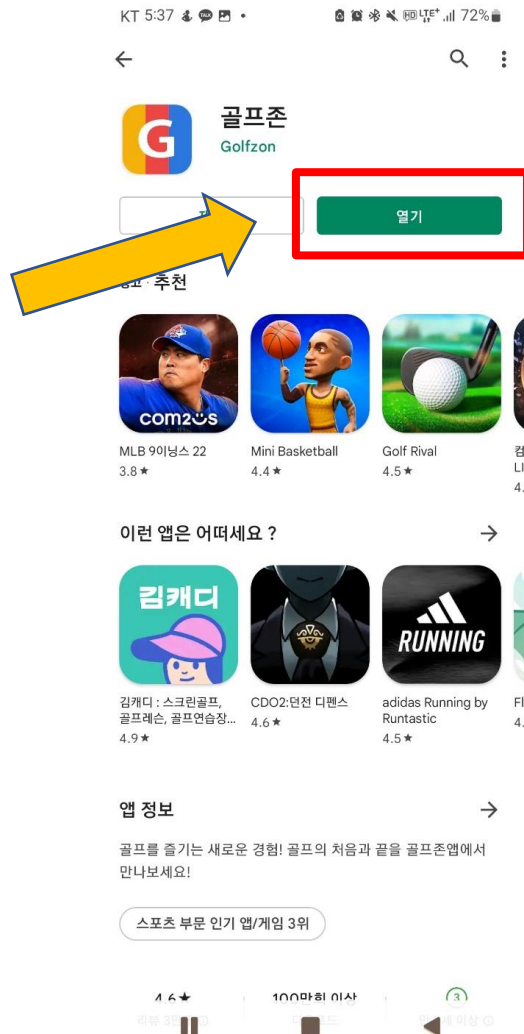 KT 5:37
LTE+ 72%
골프존
Golfzon
열기
추천
com2us
MLB 9이닝스 22
3.8★
Mini Basketball
4.4★
Golf Rival
4.5★
이런 앱은 어떠세요 ?
김캐디
RUNNING
김캐디 : 스크린골프,
골프레슨, 골프연습장...
4.9★
CDO2:던전 디펜스
4.6★
adidas Running by
Runtastic
4.5★
앱 정보
골프를 즐기는 새로운 경험! 골프의 처음과 끝을 골프존앱에서
만나보세요!
스포츠 부문 인기 앱/게임 3위
4.6★
100만회 이상
3